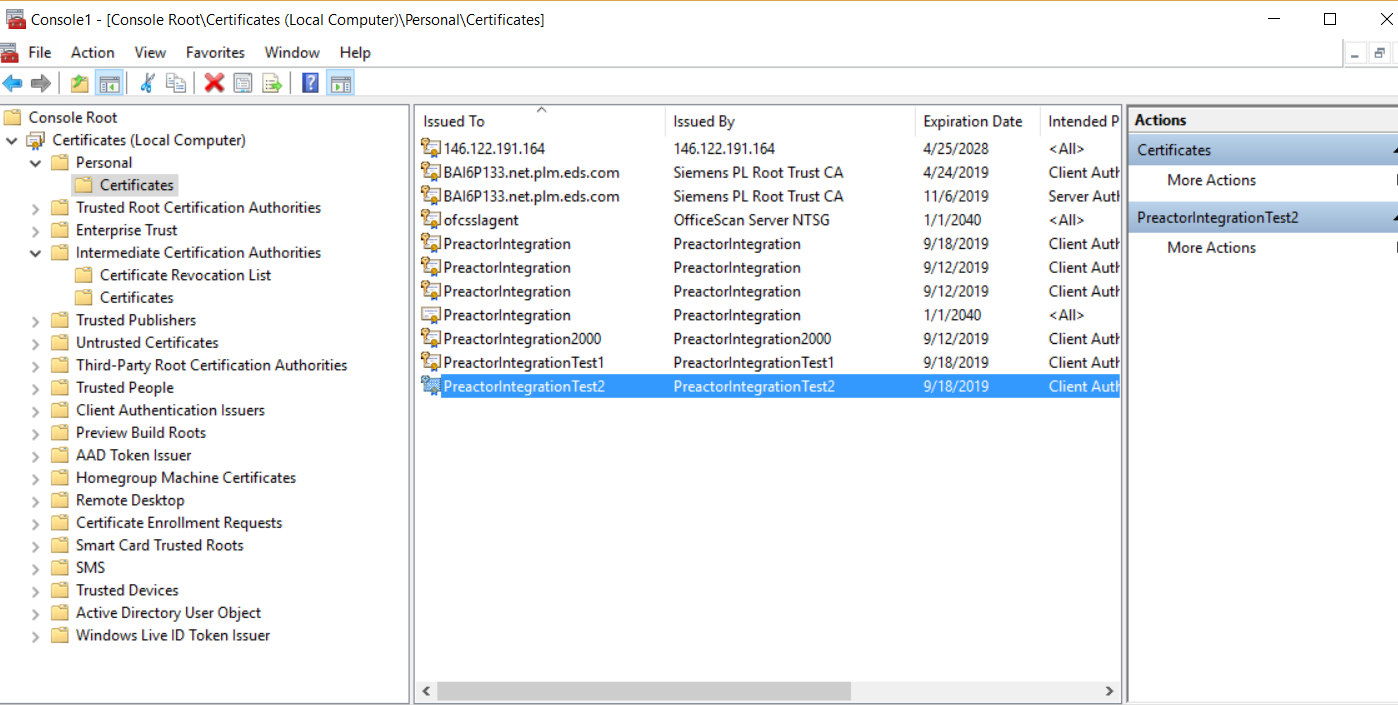 Console1 - [Console Root\Certificates (Local Computer)\Personal\Certificates]
File Action View Favorites Window Help
Console Root
Certificates (Local Computer)
Personal
Certificates
Trusted Root Certification Authorities
Enterprise Trust
Intermediate Certification Authorities
Certificate Revocation List
Certificates
Trusted Publishers
Untrusted Certificates
Third-Party Root Certification Authorities
Trusted People
Client Authentication Issuers
Preview Build Roots
AAD Token Issuer
Homegroup Machine Certificates
Remote Desktop
Certificate Enrollment Requests
Smart Card Trusted Roots
SMS
Trusted Devices
Active Directory User Object
Windows Live ID Token Issuer
Issued To Issued By Expiration Date Intended P
146.122.191.164 146.122.191.164 4/25/2028 <All>
BAI6P133.net.plm.eds.com Siemens PL Root Trust CA 4/24/2019 Client Auth
BAI6P133.net.plm.eds.com Siemens PL Root Trust CA 11/6/2019 Server Auth
ofcsslagent OfficeScan Server NTSG 1/1/2040 <All>
PreactorIntegration PreactorIntegration 9/18/2019 Client Auth
PreactorIntegration PreactorIntegration 9/12/2019 Client Auth
PreactorIntegration PreactorIntegration 9/12/2019 Client Auth
PreactorIntegration PreactorIntegration 1/1/2040 <All>
PreactorIntegration2000 PreactorIntegration2000 9/12/2019 Client Auth
PreactorIntegrationTest1 PreactorIntegrationTest1 9/18/2019 Client Auth
PreactorIntegrationTest2 PreactorIntegrationTest2 9/18/2019 Client Auth
Actions
Certificates
More Actions
PreactorIntegrationTest2
More Actions